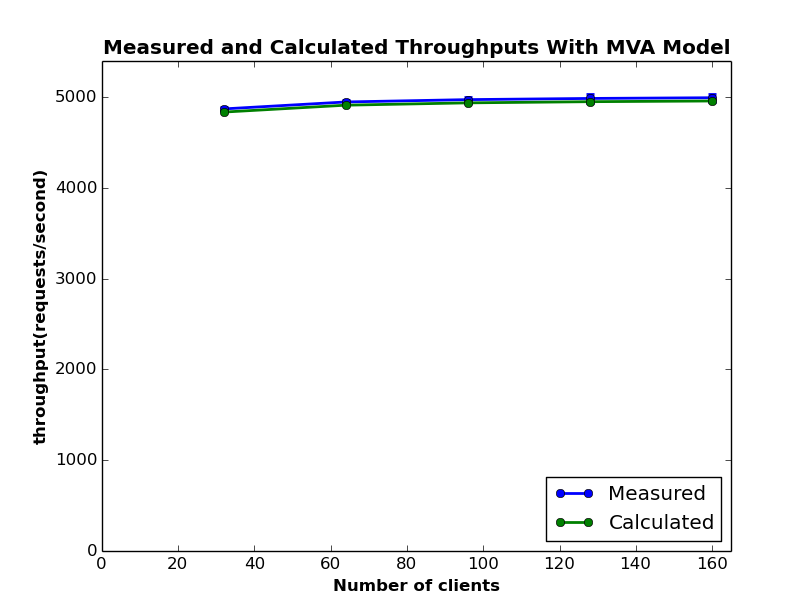 Measured and Calculated Throughputs With MVA Model
throughput(requests/second)
5000
4000
3000
2000
1000
0
Measured
Calculated
0 20 40 60 80 100 120 140 160
Number of clients